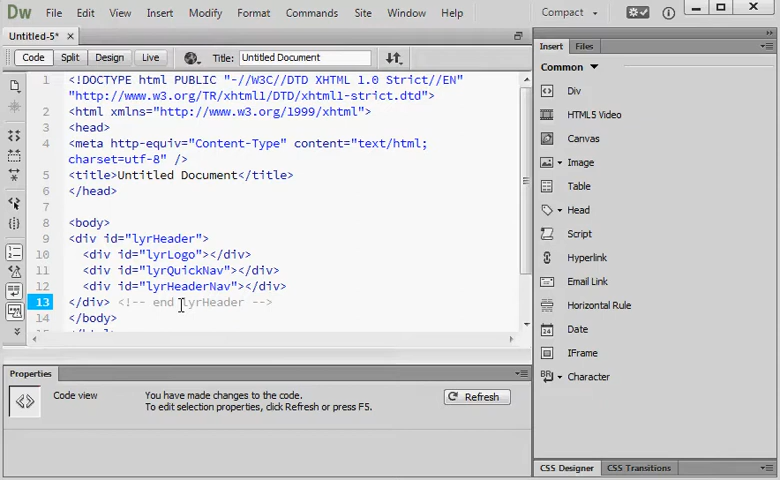 Dw File Edit View Insert Modify Format Commands Site Window Help Compact
Untitled-5*
Code Design Live Title: Untitled Document
1 <!DOCTYPE html PUBLIC "-//W3C//DTD XHTML 1.0 Strict//EN"
"http://www.w3.org/TR/xhtml1/DTD/xhtml1-strict.dtd">
2 <html xmlns="http://www.w3.org/1999/xhtml">
3 <head>
4 <meta http-equiv="Content-Type" content="text/html;
charset=utf-8" />
5 <title>Untitled Document</title>
6 </head>
7
8 <body>
9 <div id="lyrHeader">
10 <div id="lyrLogo"></div>
11 <div id="lyrQuickNav"></div>
12 <div id="lyrHeaderNav"></div>
13 </div> <!-- end lyrHeader -->
14 </body>
Properties
Code view
You have made changes to the code.
To edit selection properties, click Refresh or press F5.
Refresh
Insert Files
Common
Div
HTML5 Video
Canvas
Image
Table
Head
Script
Hyperlink
Email Link
Horizontal Rule
Date
IFrame
BR Character
CSS Designer CSS Transitions